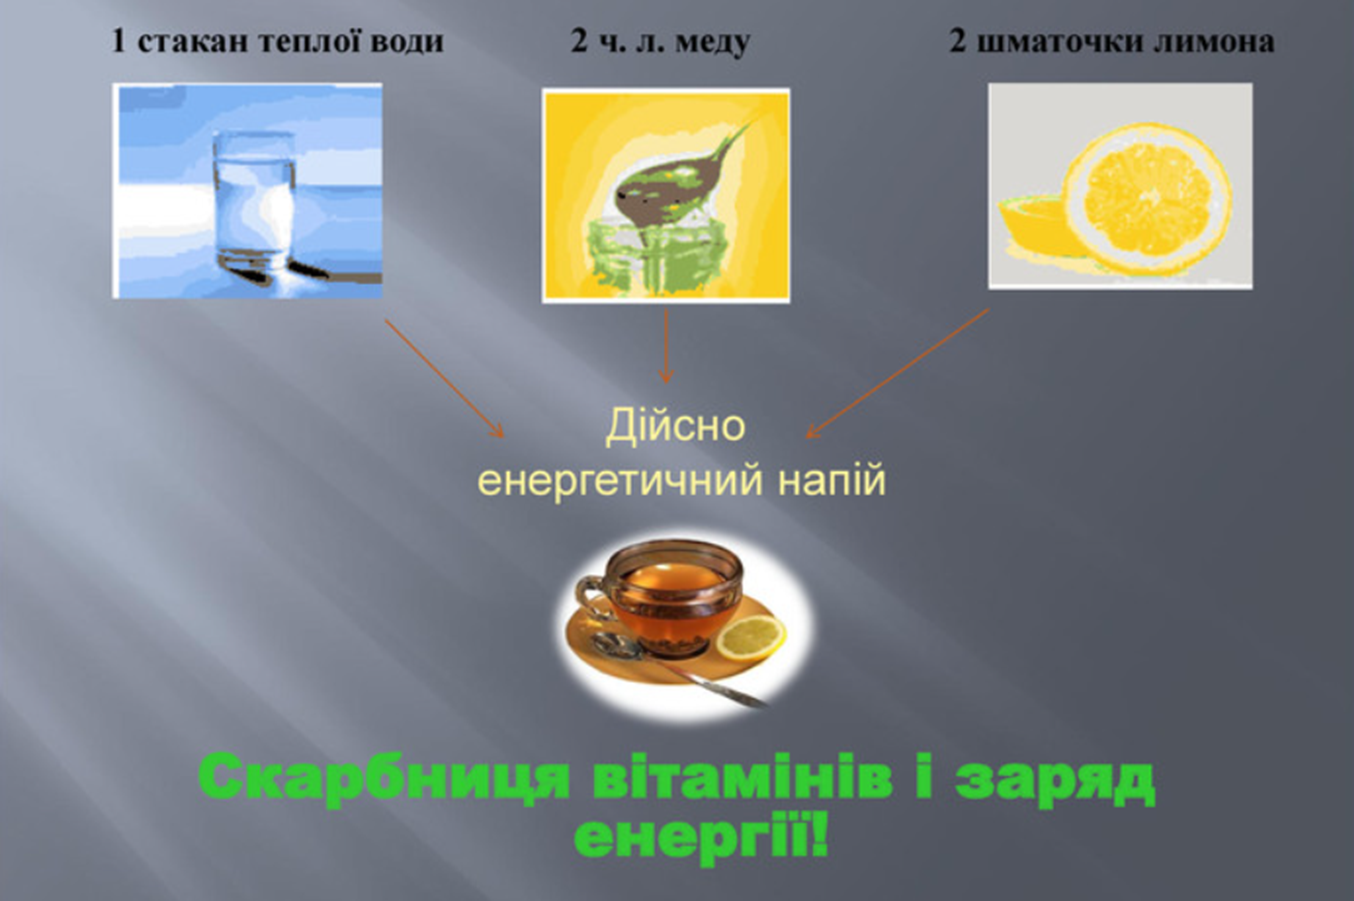 1 стакан теплої води
2 ч. л. меду
2 шматочки лимона
Дійсно
енергетичний напій
Скарбниця вітамінів і заряд
енергії!